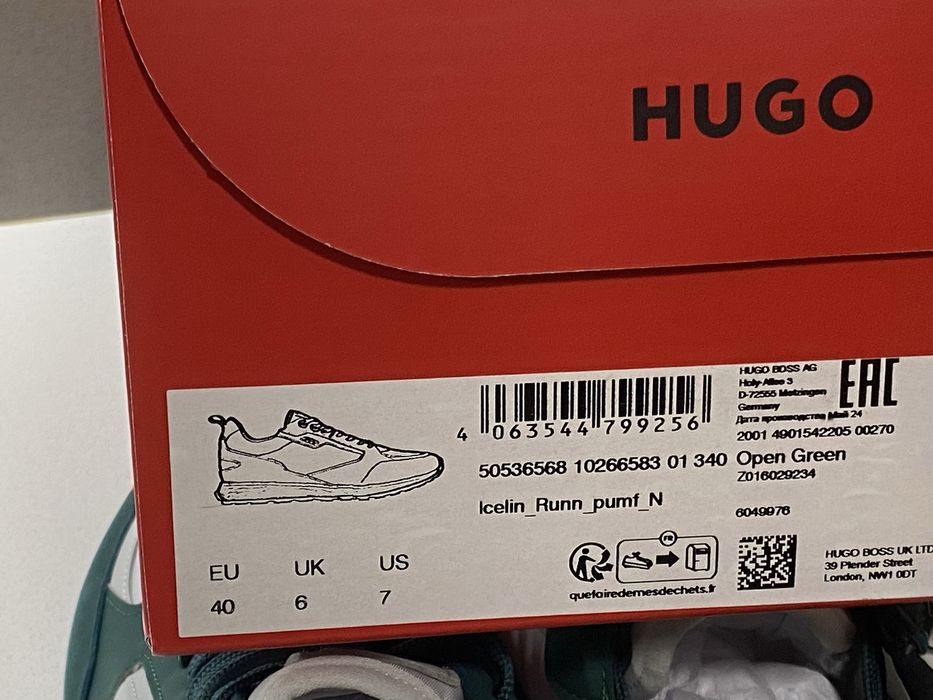 HUGO
HUGO BOSS AG
Holy-Allee 3
D-72555 Metzingen
Germany
Дата производства Май 24
EAC
4 063544 799256
2001 4901542205 00270
50536568 10266583 01 340 Open Green
Z016029234
Icelin_Runn_pumf_N
6049976
EU UK US
40 6 7
FR
quefairedemesdechets.fr
HUGO BOSS UK LTD
39 Plender Street
London, NW1 0DT